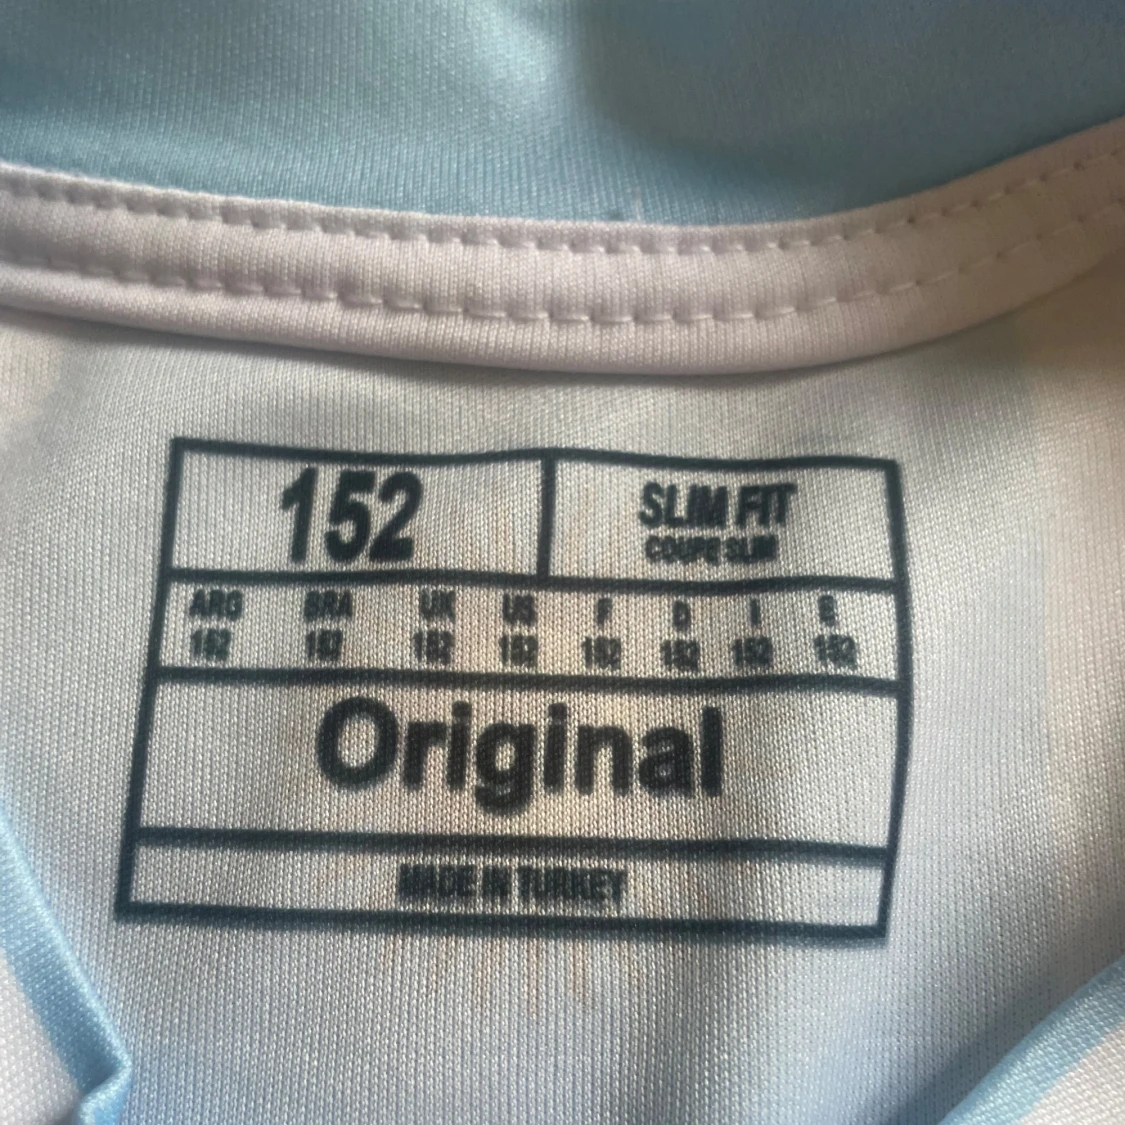 152
SLIM FIT
COUPE SLIM
ARG BRA UK US F D I E
152 152 152 152 152 152 152 152
Original
MADE IN TURKEY